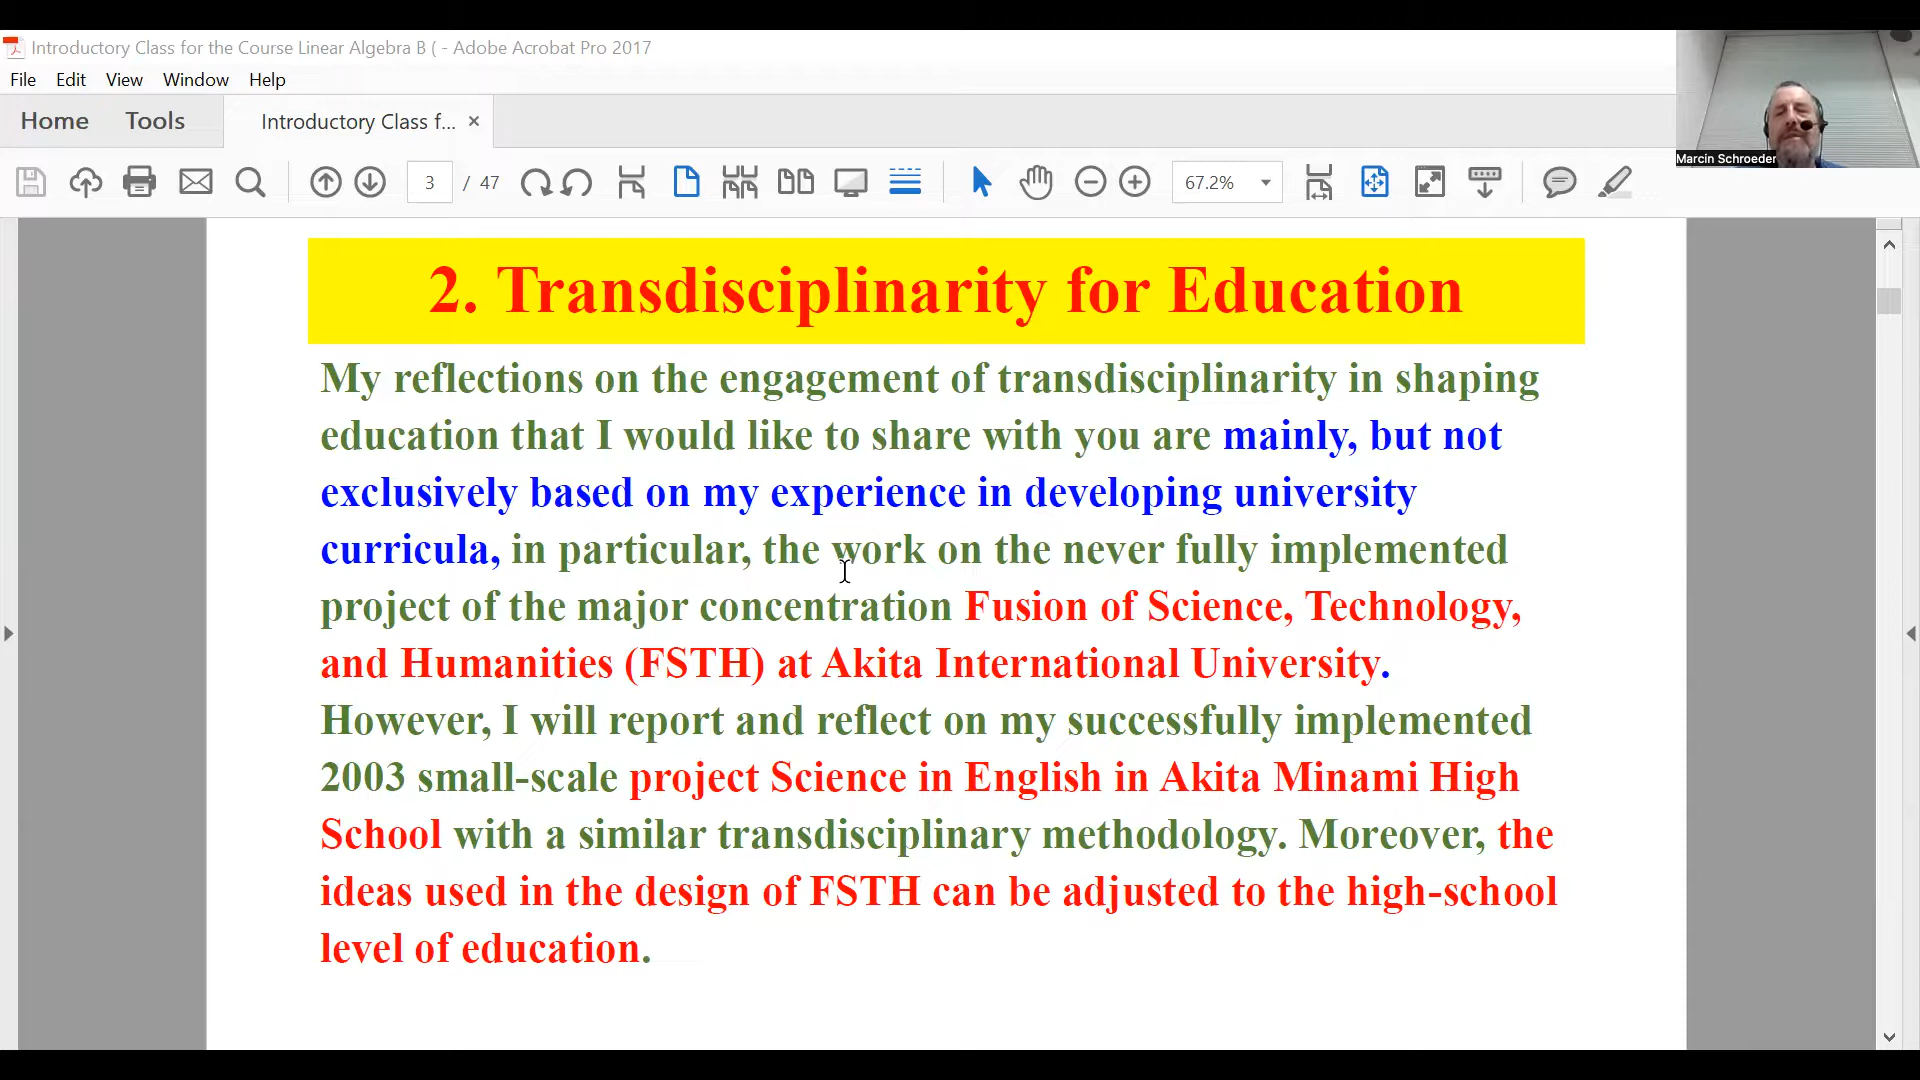 Introductory Class for the Course Linear Algebra B ( - Adobe Acrobat Pro 2017
File Edit View Window Help
Home Tools Introductory Class f... ×
3 / 47 67.2%
Marcin Schroeder
2. Transdisciplinarity for Education
My reflections on the engagement of transdisciplinarity in shaping
education that I would like to share with you are mainly, but not
exclusively based on my experience in developing university
curricula, in particular, the work on the never fully implemented
project of the major concentration Fusion of Science, Technology,
and Humanities (FSTH) at Akita International University.
However, I will report and reflect on my successfully implemented
2003 small-scale project Science in English in Akita Minami High
School with a similar transdisciplinary methodology. Moreover, the
ideas used in the design of FSTH can be adjusted to the high-school
level of education.